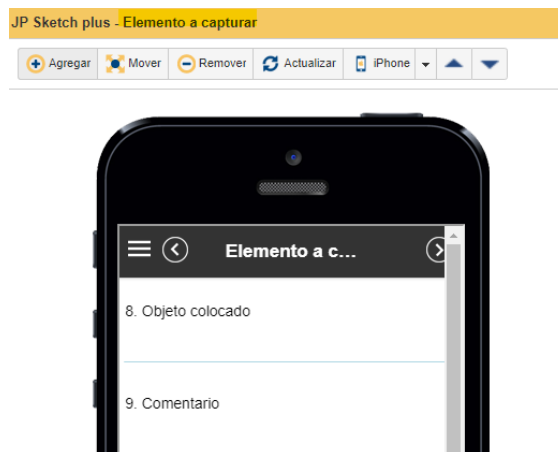 JP Sketch plus - Elemento a capturar
Agregar Mover Remover Actualizar iPhone
Elemento a c...
8. Objeto colocado
9. Comentario